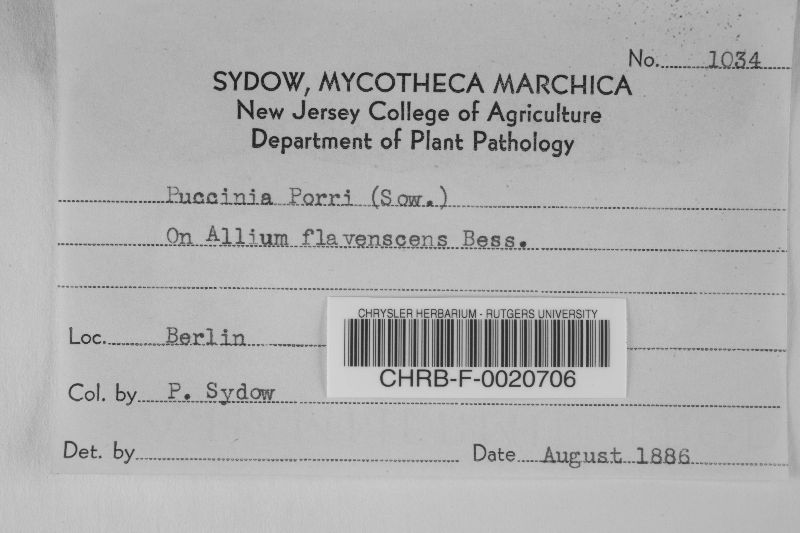 No. 1034
SYDOW, MYCOTHECA MARCHICA
New Jersey College of Agriculture
Department of Plant Pathology
Puccinia Porri (Sow.)
On Allium flavenscens Bess.
Loc. Berlin
CHRYSLER HERBARIUM - RUTGERS UNIVERSITY
CHRB-F-0020706
Col. by P. Sydow
Det. by
Date August 1886